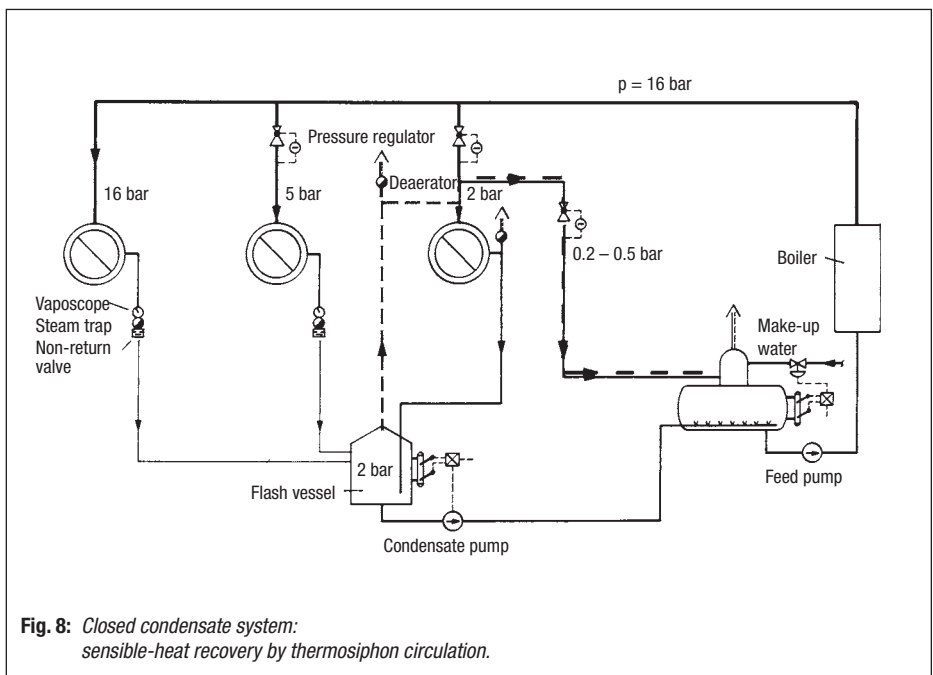 p = 16 bar
Pressure regulator
Deaerator
16 bar
5 bar
2 bar
0.2 – 0.5 bar
Boiler
Vaposcope
Steam trap
Non-return
valve
Make-up
water
2 bar
Flash vessel
Feed pump
Condensate pump
Fig. 8: Closed condensate system:
sensible-heat recovery by thermosiphon circulation.